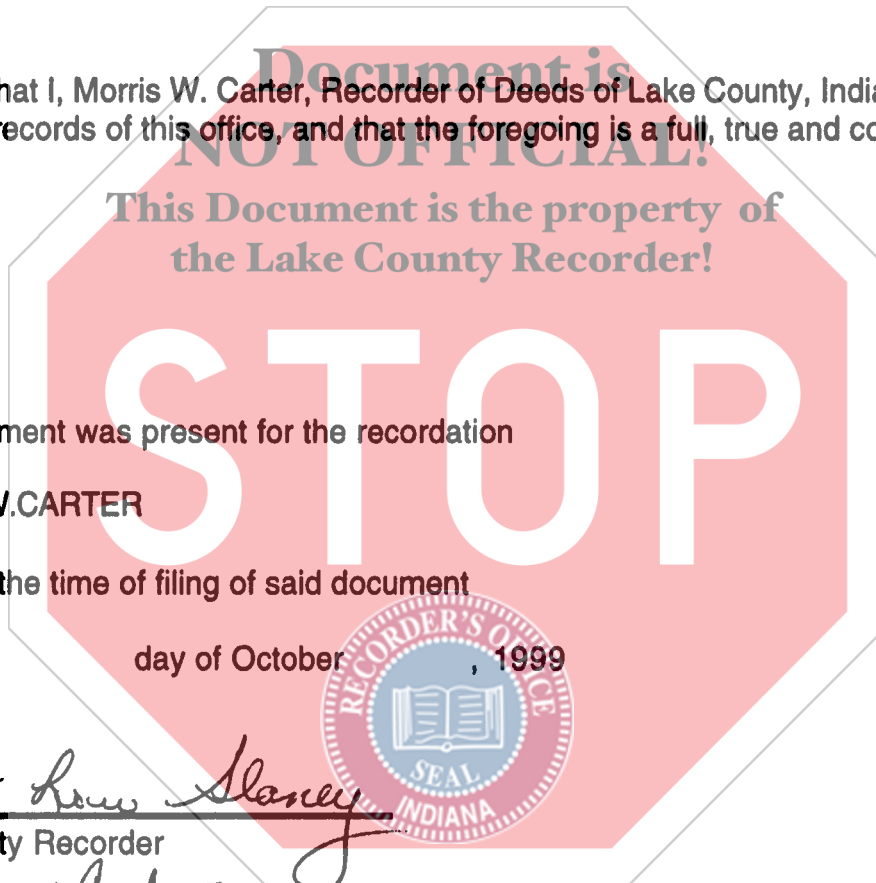 Document is
hat I, Morris W. Carter, Recorder of Deeds of Lake County, India
records of this office, and that the foregoing is a full, true and co
NOT OFFICIAL!
This Document is the property of
the Lake County Recorder!
STOP
ment was present for the recordation
W.CARTER
the time of filing of said document
day of October , 1999
RECORDER'S OFFICE
SEAL
INDIANA
ty Recorder